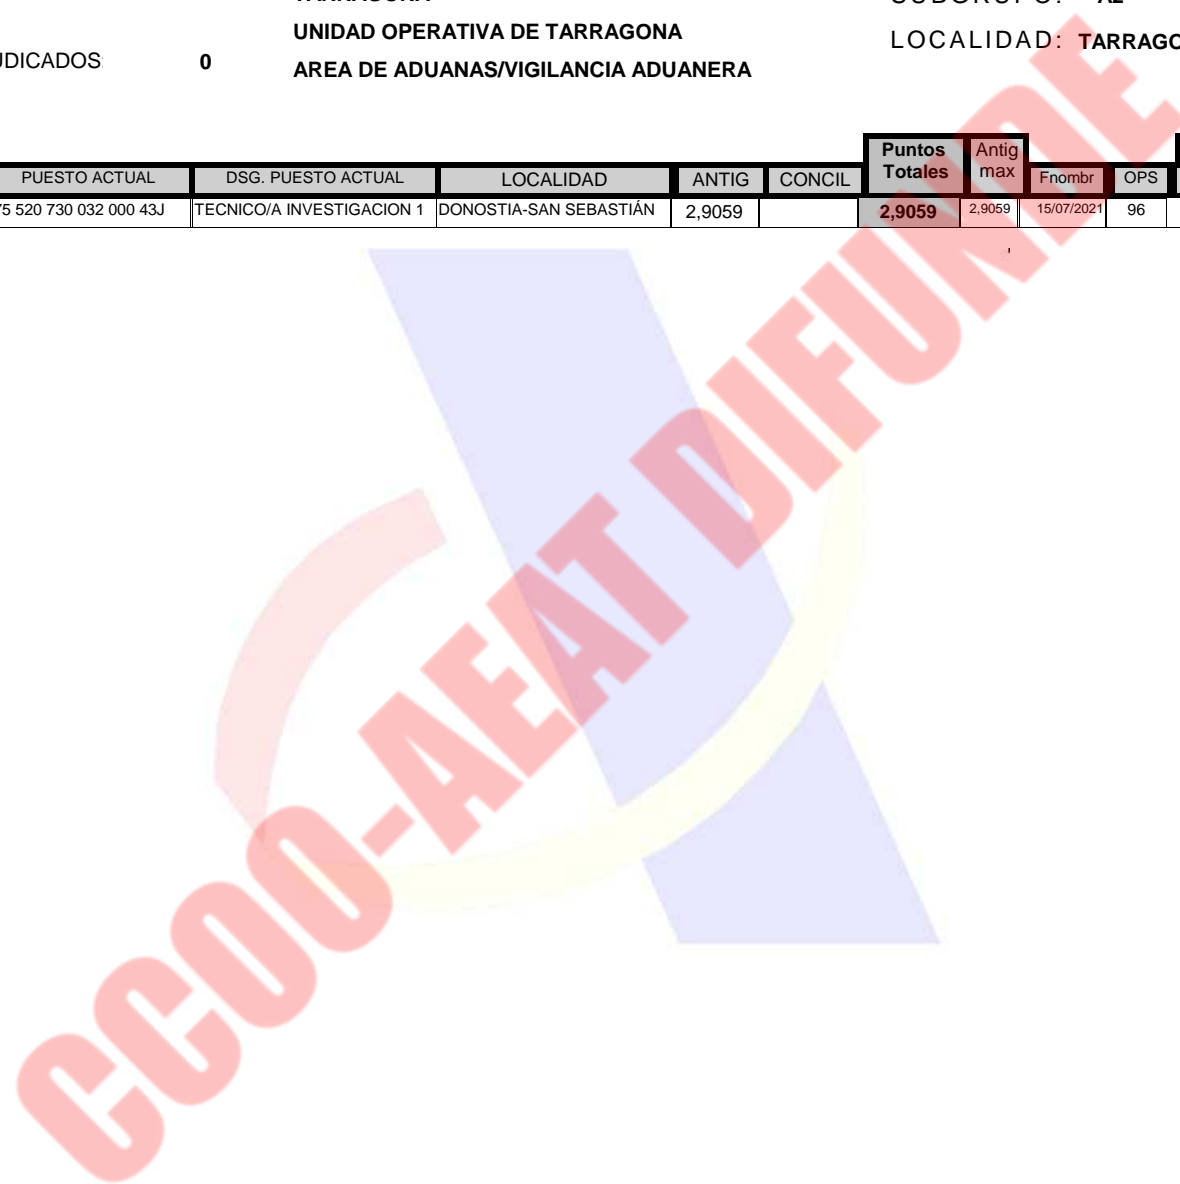 UNIDAD OPERATIVA DE TARRAGONA
LOCALIDAD: TARRAGO
UDICADOS: 0
AREA DE ADUANAS/VIGILANCIA ADUANERA
PUESTO ACTUAL DSG. PUESTO ACTUAL LOCALIDAD ANTIG CONCIL Puntos Totales Antig max Fnombr OPS
75 520 730 032 000 43J TECNICO/A INVESTIGACION 1 DONOSTIA-SAN SEBASTIÁN 2,9059 2,9059 2,9059 15/07/2021 96
CCOO-AEAT DIFUNDE